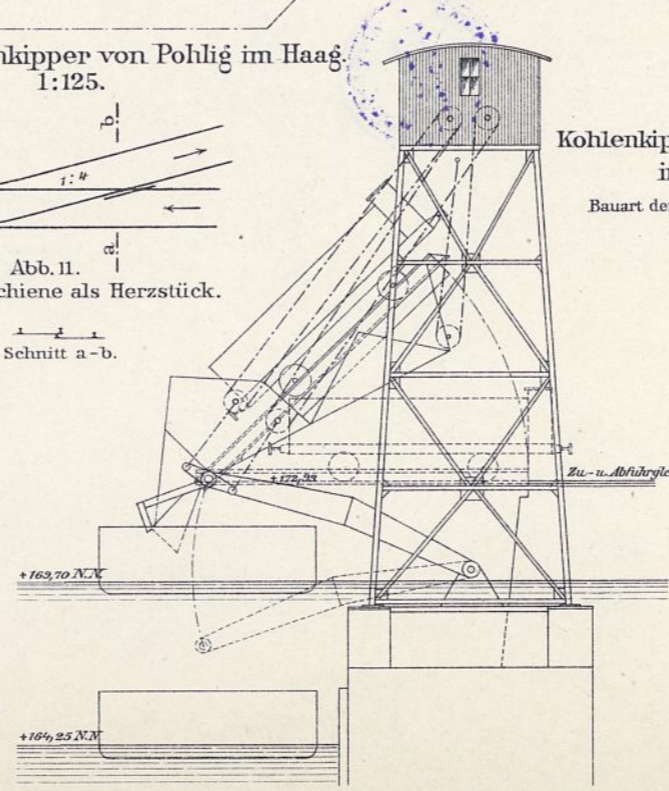 nkipper von Pohlig im Haag.
1:125.
b
1:4
a
Abb. 11.
chiene als Herzstück.
Schnitt a-b.
Kohlenkip
i
Bauart de
+172,93
Zu- u. Abfuhrgle
+169,70 N.N.
+164,25 N.N.